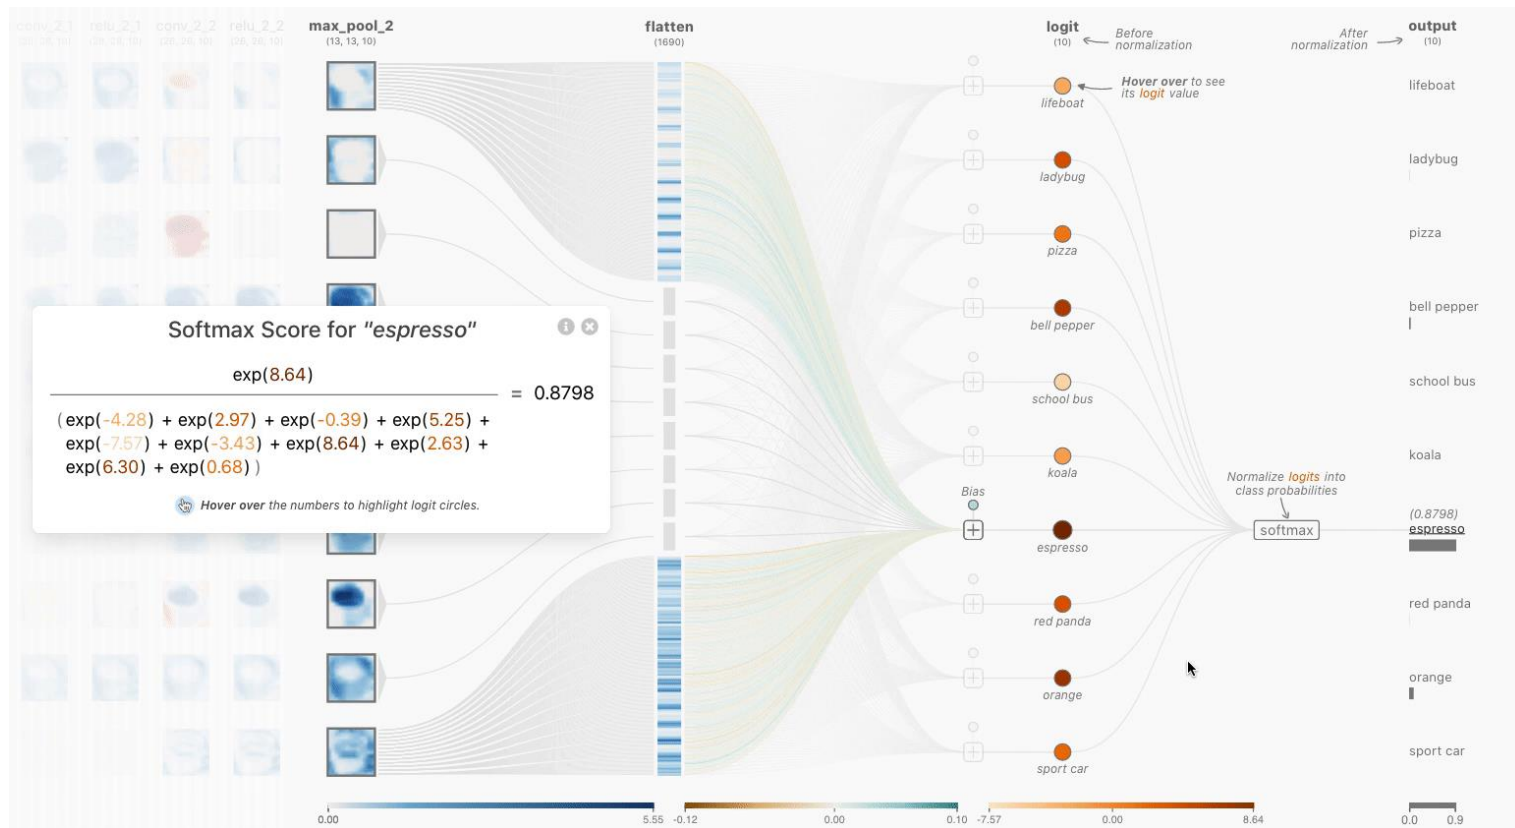 conv_2_1
relu_2_1
conv_2_2
relu_2_2
max_pool_2
(13, 13, 10)
flatten
(1690)
logit
(10)
Before
normalization
After
normalization
output
(10)
Hover over to see
its logit value
lifeboat
lifeboat
ladybug
ladybug
pizza
pizza
bell pepper
bell pepper
school bus
school bus
koala
koala
Normalize logits into
class probabilities
softmax
Bias
espresso
(0.8798)
espresso
red panda
red panda
orange
orange
sport car
sport car
Softmax Score for "espresso"
exp(8.64)
= 0.8798
(exp(-4.28) + exp(2.97) + exp(-0.39) + exp(5.25) +
exp(-7.57) + exp(-3.43) + exp(8.64) + exp(2.63) +
exp(6.30) + exp(0.68) )
Hover over the numbers to highlight logit circles.
0.00 5.55
-0.12 0.00 0.10
-7.57 0.00 8.64
0.0 0.9